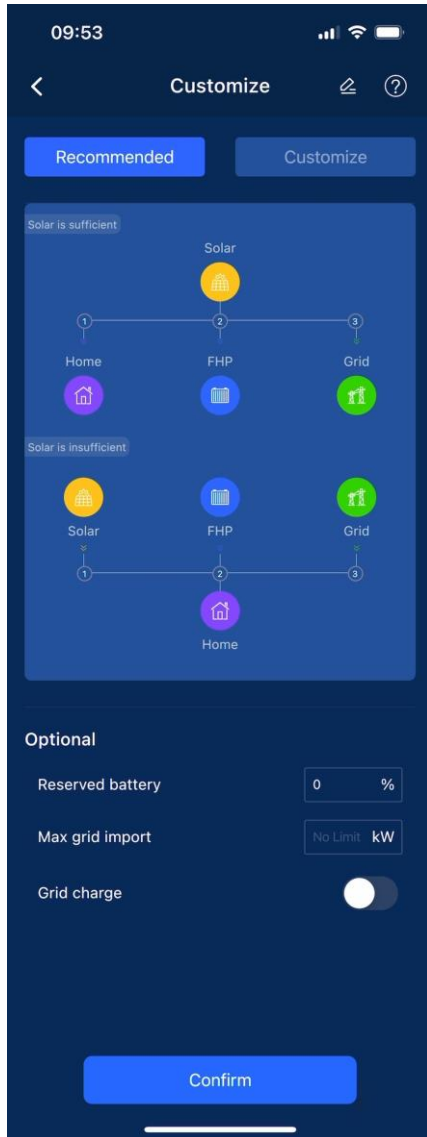 09:53
Customize
Recommended
Customize
Solar is sufficient
Solar
1
2
3
Home
FHP
Grid
Solar is insufficient
Solar
FHP
Grid
1
2
3
Home
Optional
Reserved battery
0 %
Max grid import
No Limit kW
Grid charge
Confirm